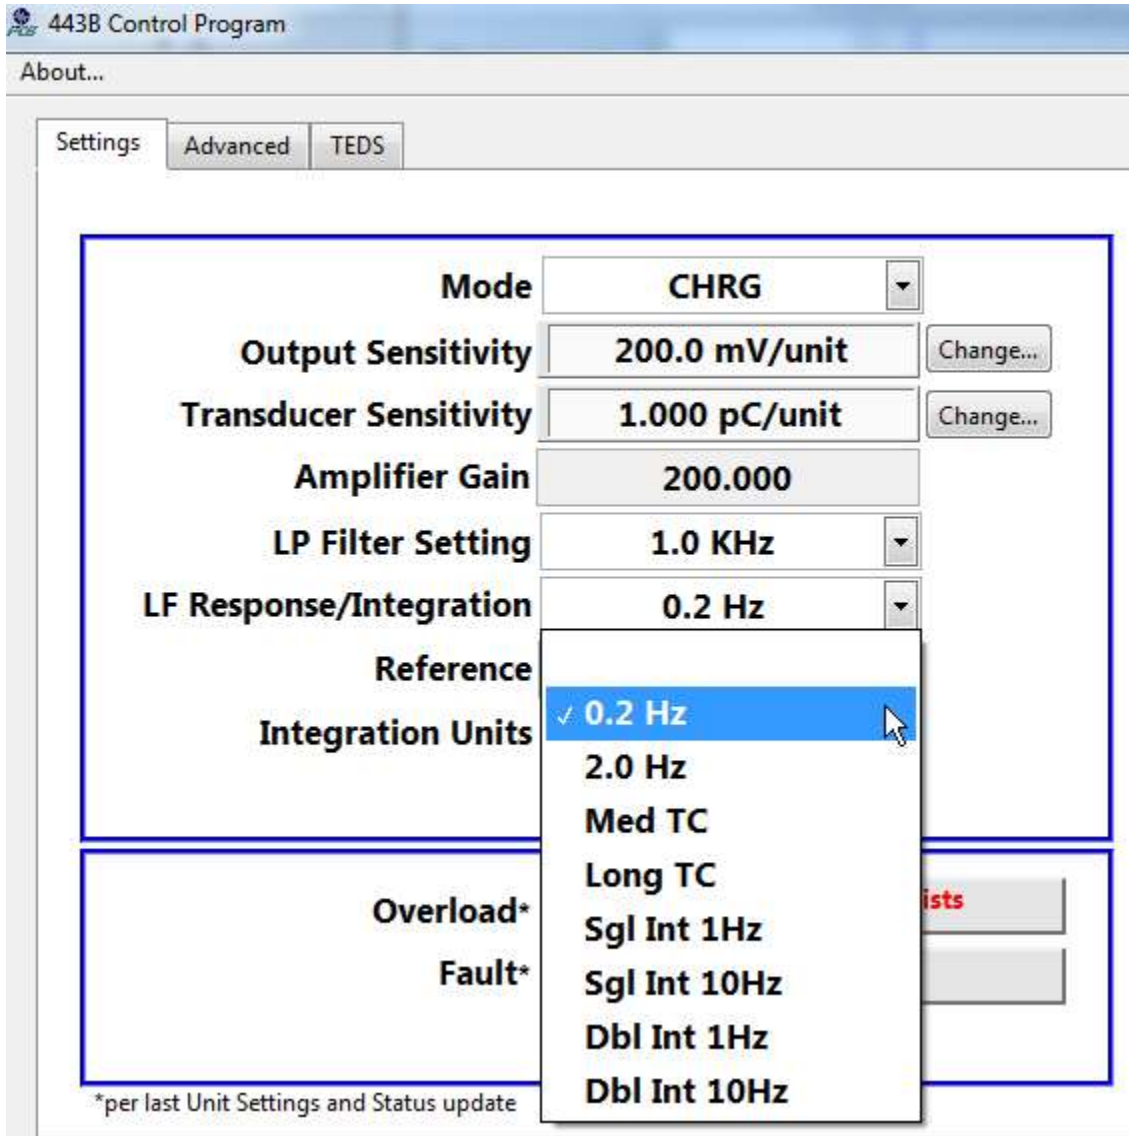 PCB 443B Control Program
About...
Settings Advanced TEDS
Mode CHRG
Output Sensitivity 200.0 mV/unit Change...
Transducer Sensitivity 1.000 pC/unit Change...
Amplifier Gain 200.000
LP Filter Setting 1.0 KHz
LF Response/Integration 0.2 Hz
Reference
✓ 0.2 Hz
Integration Units
2.0 Hz
Med TC
Long TC
Overload* ists
Sgl Int 1Hz
Fault* Sgl Int 10Hz
Dbl Int 1Hz
Dbl Int 10Hz
*per last Unit Settings and Status update